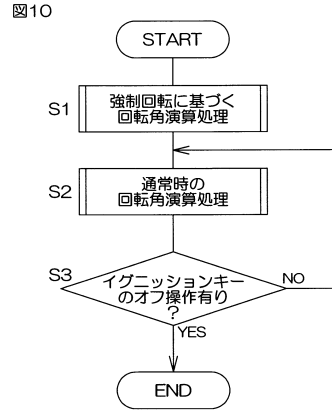 図10
START
S1
強制回転に基づく
回転角演算処理
S2
通常時の
回転角演算処理
S3
イグニッションキー
のオフ操作有り
?
NO
YES
END